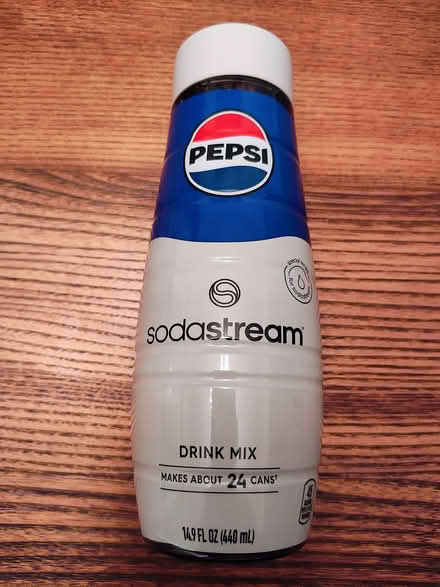 PEPSI
sodastream
DRINK MIX
MAKES ABOUT 24 CANS†
14.9 FL OZ (440 mL)